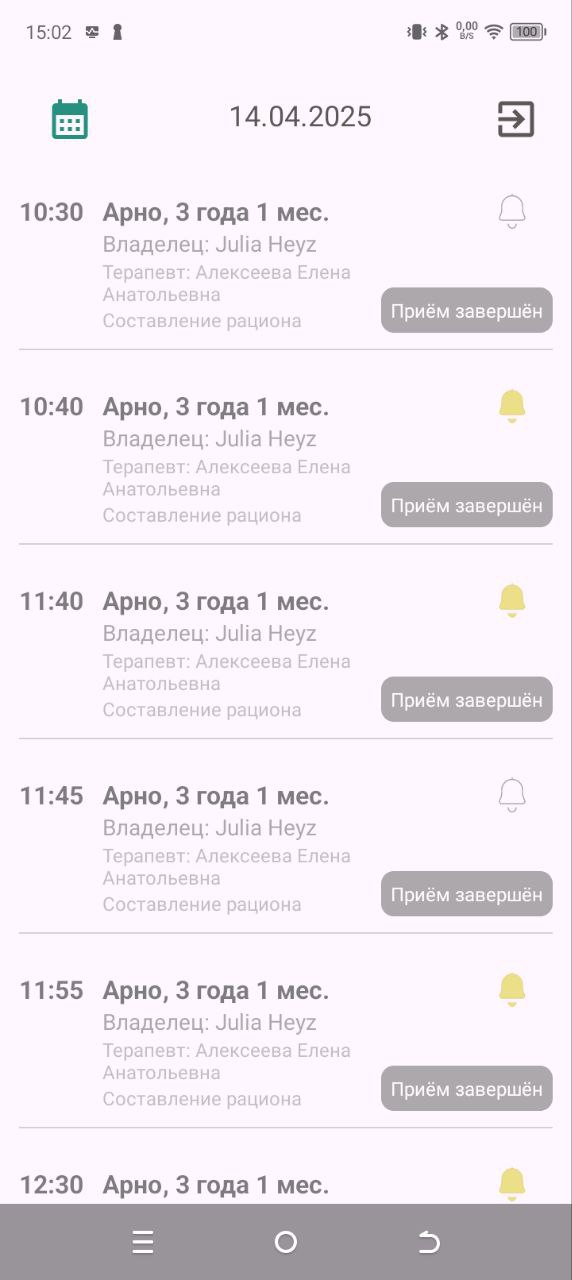 15:02
0,00
B/S
100
14.04.2025
10:30 Арно, 3 года 1 мес.
Владелец: Julia Heyz
Терапевт: Алексеева Елена
Анатольевна
Составление рациона
Приём завершён
10:40 Арно, 3 года 1 мес.
Владелец: Julia Heyz
Терапевт: Алексеева Елена
Анатольевна
Составление рациона
Приём завершён
11:40 Арно, 3 года 1 мес.
Владелец: Julia Heyz
Терапевт: Алексеева Елена
Анатольевна
Составление рациона
Приём завершён
11:45 Арно, 3 года 1 мес.
Владелец: Julia Heyz
Терапевт: Алексеева Елена
Анатольевна
Составление рациона
Приём завершён
11:55 Арно, 3 года 1 мес.
Владелец: Julia Heyz
Терапевт: Алексеева Елена
Анатольевна
Составление рациона
Приём завершён
12:30 Арно, 3 года 1 мес.